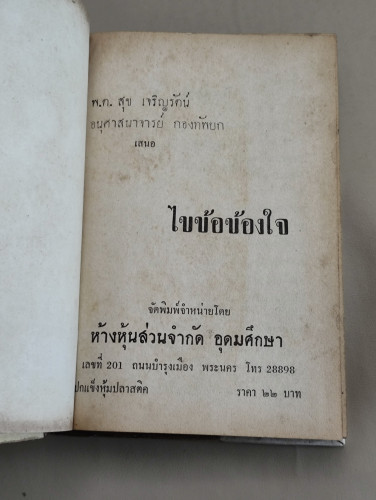 พ.ต. สุข เจริญรัตน์
อนุศาสนาจารย์ กองทัพบก
เสนอ
ไขข้อข้องใจ
จัดพิมพ์จำหน่ายโดย
ห้างหุ้นส่วนจำกัด อุดมศึกษา
เลขที่ 201 ถนนบำรุงเมือง พระนคร โทร 28898
ปกแข็งหุ้มปลาสติค ราคา ๒๒ บาท